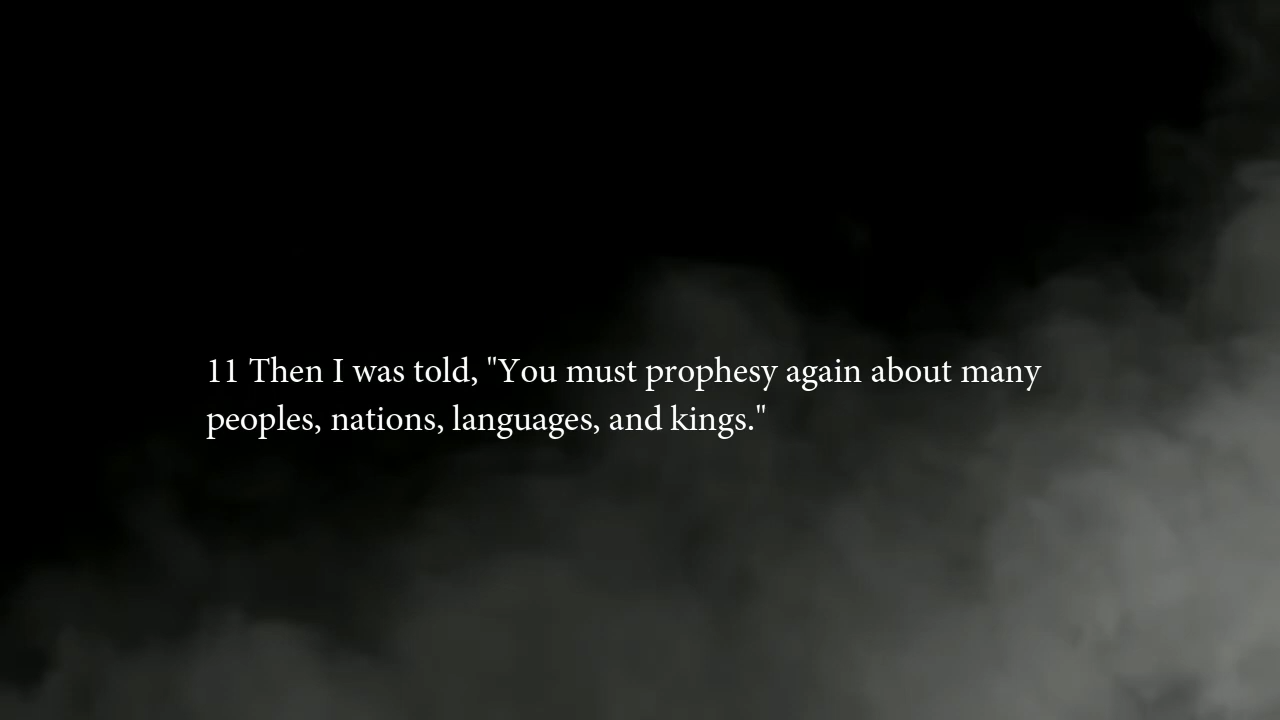 11 Then I was told, "You must prophesy again about many
peoples, nations, languages, and kings."